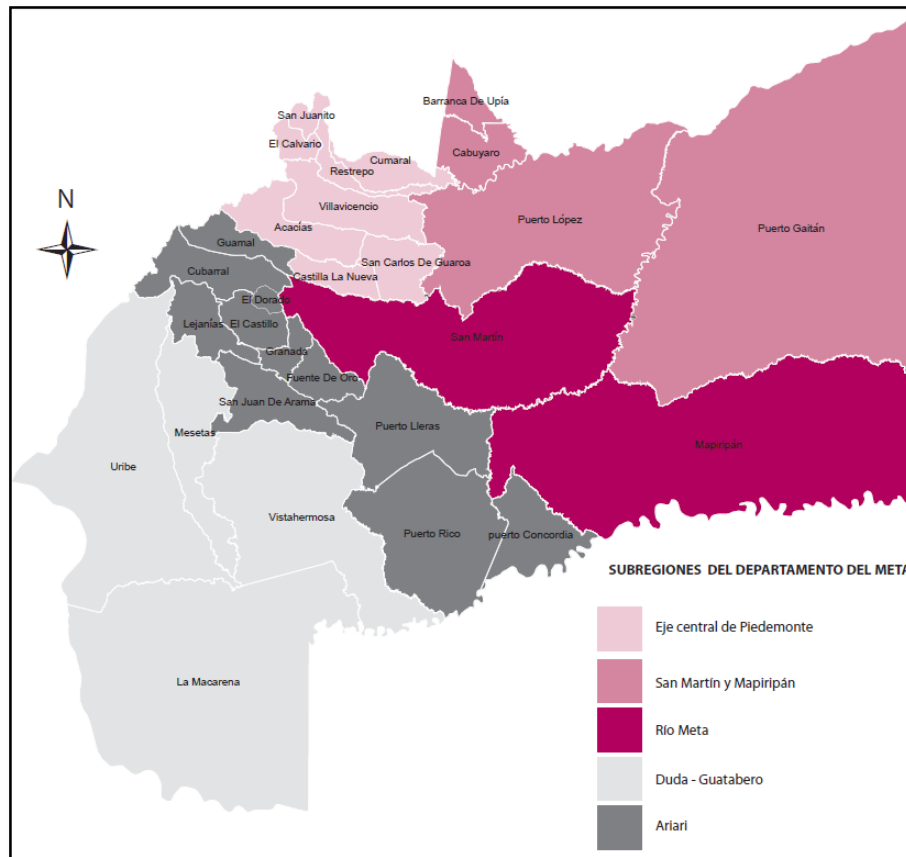 Barranca De Upía
San Juanito
El Calvario
Cabuyaro
Cumaral
Restrepo
N
Villavicencio
Puerto López
Puerto Gaitán
Acacías
Guamal
San Carlos De Guaroa
Cubarral
Castilla La Nueva
El Dorado
Lejanías
El Castillo
San Martín
Granada
Fuente De Oro
San Juan De Arama
Puerto Lleras
Mesetas
Mapiripán
Uribe
Vistahermosa
Puerto Rico
puerto Concordia
SUBREGIONES DEL DEPARTAMENTO DEL META
Eje central de Piedemonte
San Martín y Mapiripán
La Macarena
Río Meta
Duda - Guatabero
Ariari